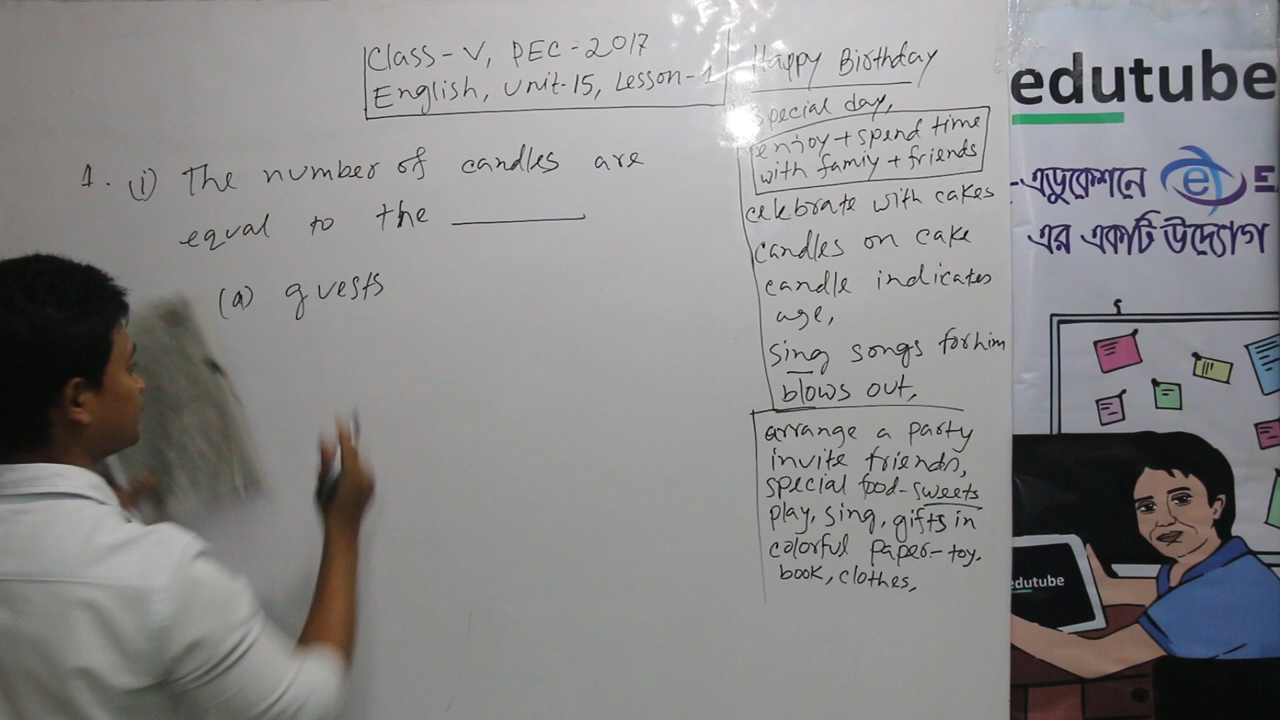 Class-V, PEC-2017
English, Unit-15, Lesson-1
1. (i) The number of candles are
equal to the ________
(a) guests
Happy Birthday
special day,
enjoy + spend time
with famiy + friends
celebrate with cakes
candles on cake
candle indicates
age,
sing songs for him
blows out,
arrange a party
invite friends,
special food-sweets
play, sing, gifts in
colorful paper-toy,
book, clothes,
edutube
-এডুকেশনে e E
এর একটি উদ্যোগ
edutube